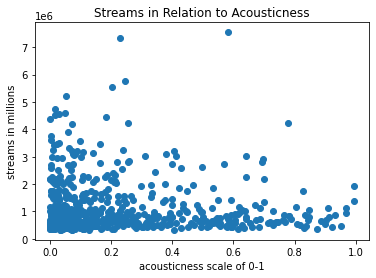 Streams in Relation to Acousticness
1e6
7
6
5
4
3
2
1
0
streams in millions
0.0 0.2 0.4 0.6 0.8 1.0
acousticness scale of 0-1